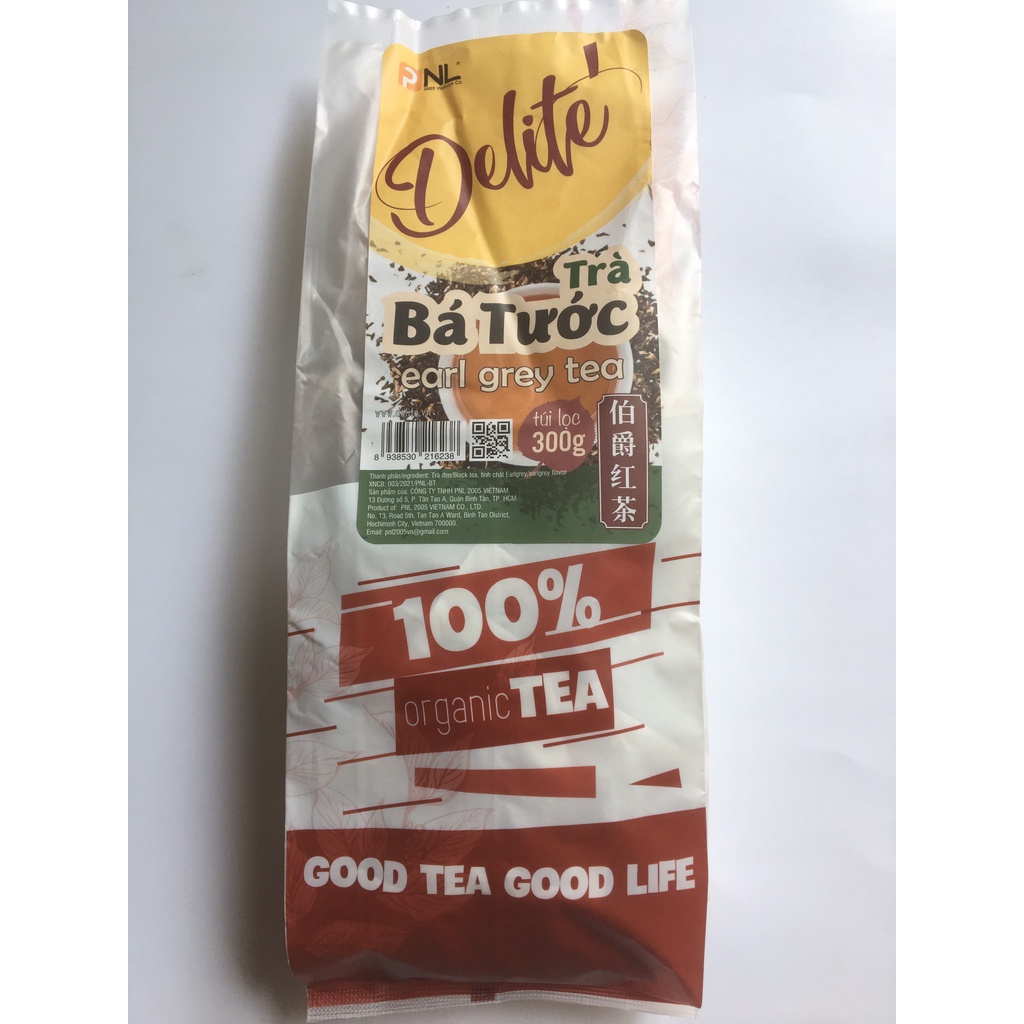 PNL
2005 Vietnam Co.
Delité
Trà
Bá Tước
earl grey tea
túi lọc
300g
伯爵红茶
8 938530 216238
Thành phần/ingredient: Trà đen/Black tea, tinh chất Earlgrey/earlgrey flavor
XNCB: 003/2021/PNL-BT
Sản phẩm của: CÔNG TY TNHH PNL 2005 VIETNAM
13 Đường số 5, P. Tân Tạo A, Quận Bình Tân, TP. HCM.
Product of: PNL 2005 VIETNAM CO., LTD.
No. 13, Road 5th, Tan Tao A Ward, Binh Tan District,
Hochiminh City, Vietnam 700000.
Email: pnl2005vn@gmail.com
100%
organic TEA
GOOD TEA GOOD LIFE